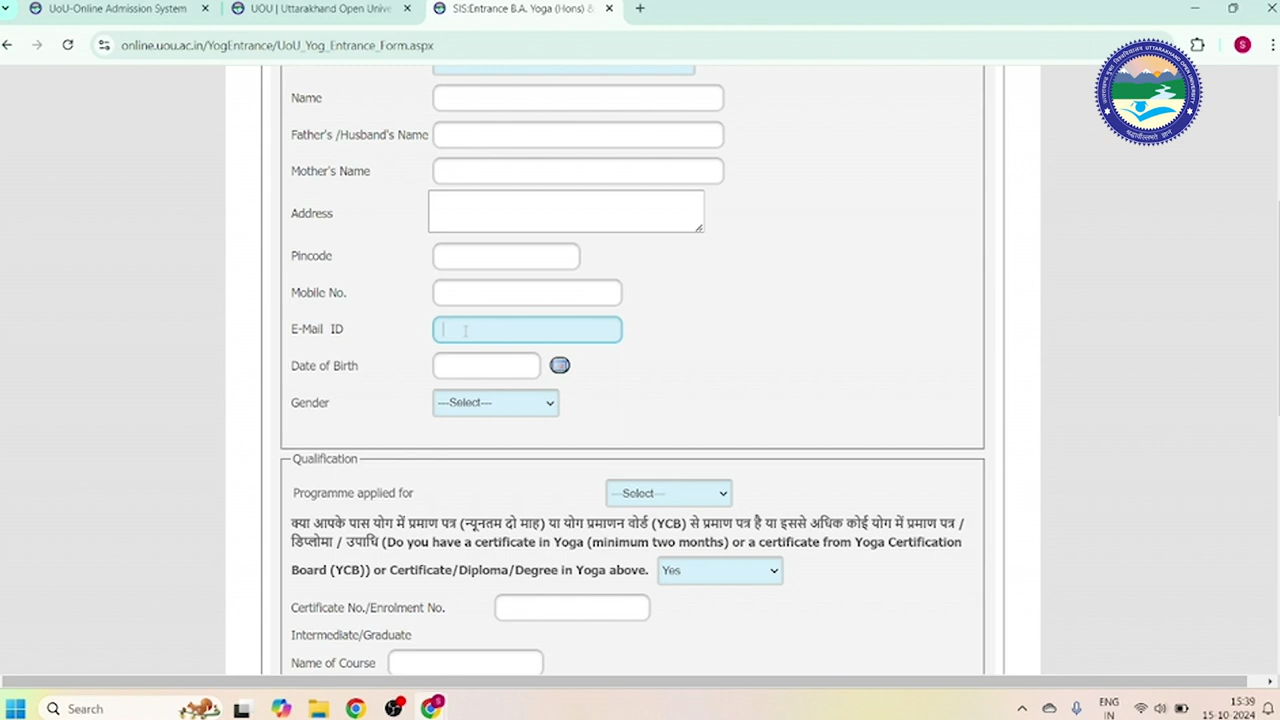 UoU-Online Admission System
UOU | Uttarakhand Open Unive
SIS:Entrance B.A. Yoga (Hons) &
online.uou.ac.in/YogEntrance/UoU_Yog_Entrance_Form.aspx
S
Name
Father's /Husband's Name
Mother's Name
Address
Pincode
Mobile No.
E-Mail ID
Date of Birth
Gender
---Select---
Qualification
Programme applied for
---Select---
क्या आपके पास योग में प्रमाण पत्र (न्यूनतम दो माह) या योग प्रमाणन बोर्ड (YCB) से प्रमाण पत्र है या इससे अधिक कोई योग में प्रमाण पत्र /
डिप्लोमा / उपाधि (Do you have a certificate in Yoga (minimum two months) or a certificate from Yoga Certification
Board (YCB)) or Certificate/Diploma/Degree in Yoga above.
Yes
Certificate No./Enrolment No.
Intermediate/Graduate
Name of Course
Search
ENG
IN
15:39
15-10-2024